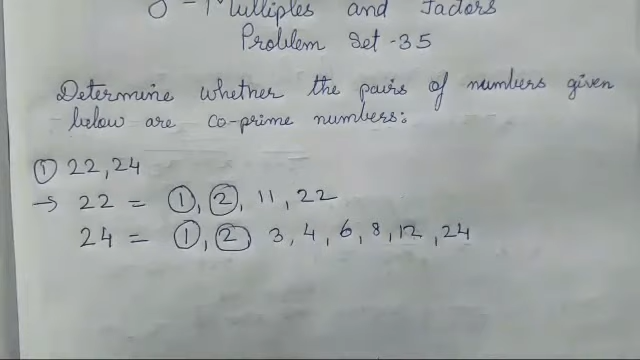 8 - Multiples and Factors
Problem Set - 35
Determine whether the pairs of numbers given
below are co-prime numbers:
① 22, 24
→ 22 = ①, ②, 11, 22
24 = ①, ② 3, 4, 6, 8, 12, 24